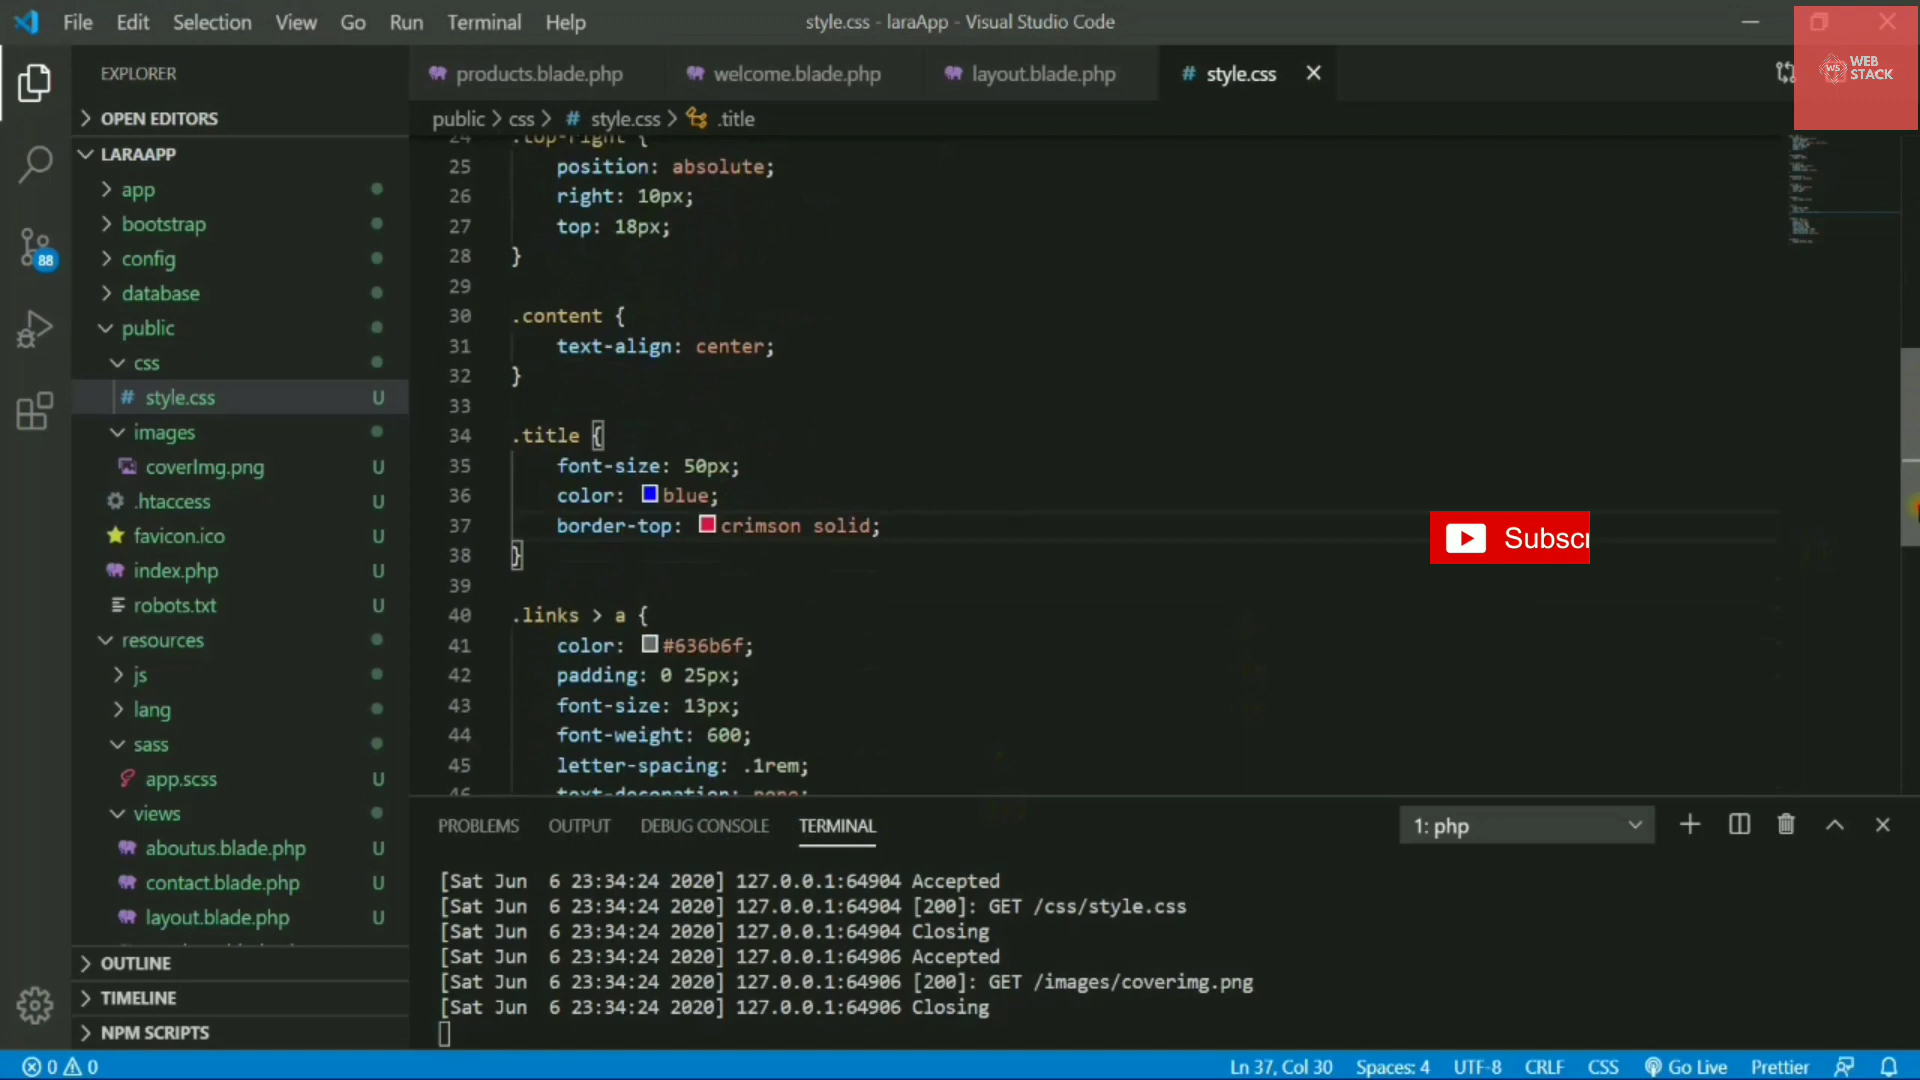 File Edit Selection View Go Run Terminal Help
style.css - laraApp - Visual Studio Code
WS WEB STACK
EXPLORER
products.blade.php welcome.blade.php layout.blade.php # style.css
OPEN EDITORS
public > css > # style.css > .title
LARAAPP
app
bootstrap
config
database
public
css
# style.css U
images
coverImg.png U
.htaccess U
favicon.ico U
index.php U
robots.txt U
resources
js
lang
sass
app.scss U
views
aboutus.blade.php U
contact.blade.php U
layout.blade.php U
OUTLINE
TIMELINE
NPM SCRIPTS
88
24 .top-right {
25 position: absolute;
26 right: 10px;
27 top: 18px;
28 }
29
30 .content {
31 text-align: center;
32 }
33
34 .title {
35 font-size: 50px;
36 color: blue;
37 border-top: crimson solid;
38 }
39
40 .links > a {
41 color: #636b6f;
42 padding: 0 25px;
43 font-size: 13px;
44 font-weight: 600;
45 letter-spacing: .1rem;
46 text-decoration: none;
Subscr
PROBLEMS OUTPUT DEBUG CONSOLE TERMINAL 1: php
[Sat Jun 6 23:34:24 2020] 127.0.0.1:64904 Accepted
[Sat Jun 6 23:34:24 2020] 127.0.0.1:64904 [200]: GET /css/style.css
[Sat Jun 6 23:34:24 2020] 127.0.0.1:64904 Closing
[Sat Jun 6 23:34:24 2020] 127.0.0.1:64906 Accepted
[Sat Jun 6 23:34:24 2020] 127.0.0.1:64906 [200]: GET /images/coverimg.png
[Sat Jun 6 23:34:24 2020] 127.0.0.1:64906 Closing
0 0 Ln 37, Col 30 Spaces: 4 UTF-8 CRLF CSS Go Live Prettier